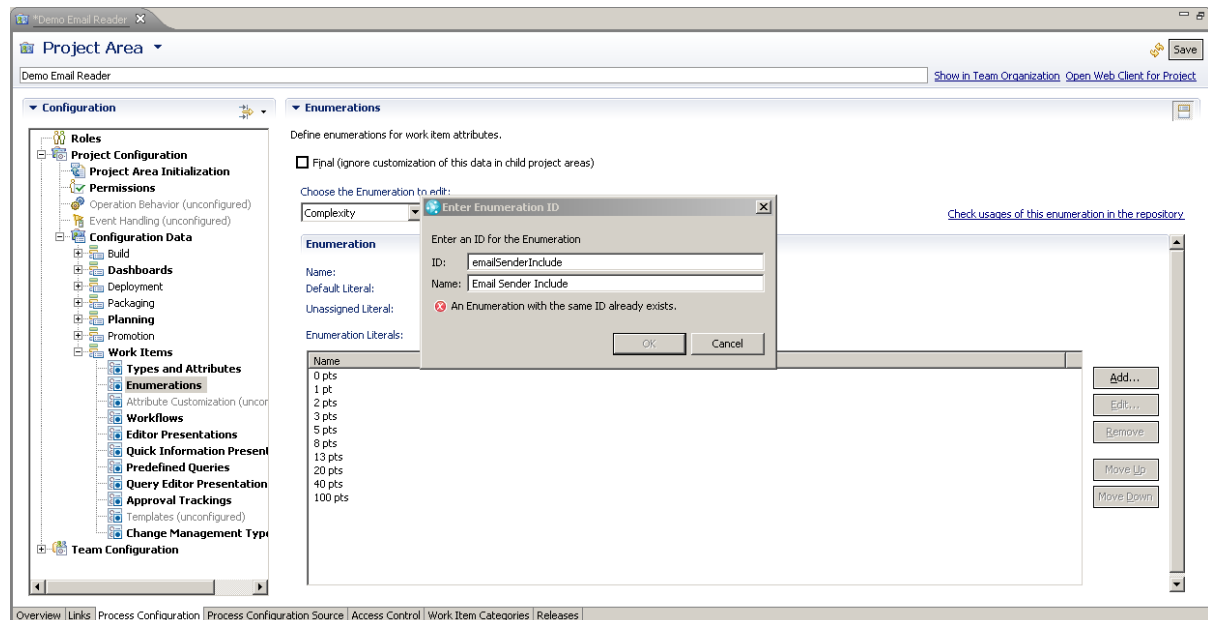 *Demo Email Reader
Project Area
Save
Demo Email Reader
Show in Team Organization Open Web Client for Project
Configuration
Roles
Project Configuration
Project Area Initialization
Permissions
Operation Behavior (unconfigured)
Event Handling (unconfigured)
Configuration Data
Build
Dashboards
Deployment
Packaging
Planning
Promotion
Work Items
Types and Attributes
Enumerations
Attribute Customization (uncor
Workflows
Editor Presentations
Quick Information Present
Predefined Queries
Query Editor Presentation
Approval Trackings
Templates (unconfigured)
Change Management Type
Team Configuration
Enumerations
Define enumerations for work item attributes.
Final (ignore customization of this data in child project areas)
Choose the Enumeration to edit:
Complexity
Check usages of this enumeration in the repository
Enumeration
Name:
Default Literal:
Unassigned Literal:
Enumeration Literals:
Name
0 pts
1 pt
2 pts
3 pts
5 pts
8 pts
13 pts
20 pts
40 pts
100 pts
Add...
Edit...
Remove
Move Up
Move Down
Enter Enumeration ID
Enter an ID for the Enumeration
ID: emailSenderInclude
Name: Email Sender Include
An Enumeration with the same ID already exists.
OK Cancel
Overview Links Process Configuration Process Configuration Source Access Control Work Item Categories Releases